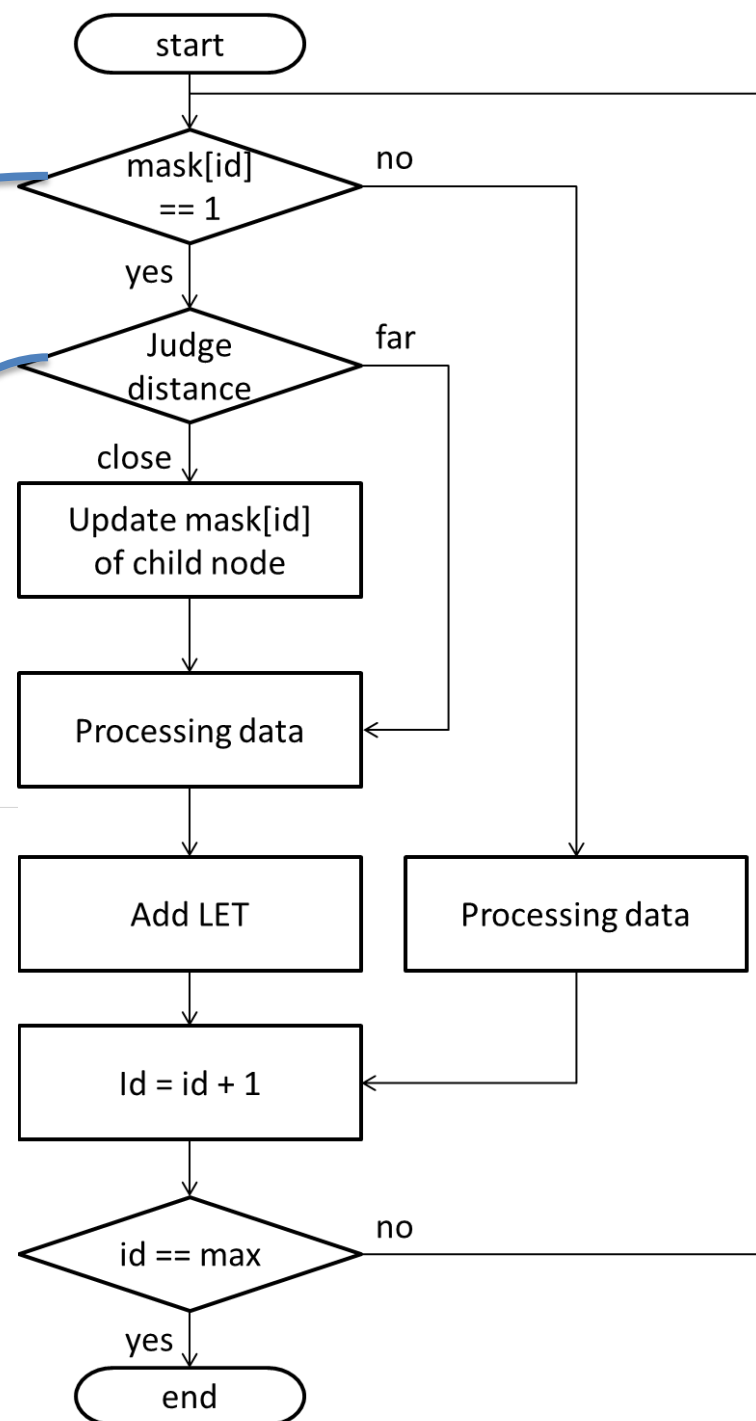 start
mask[id]
== 1
no
yes
Judge
distance
far
close
Update mask[id]
of child node
Processing data
Add LET
Processing data
Id = id + 1
id == max
no
yes
end